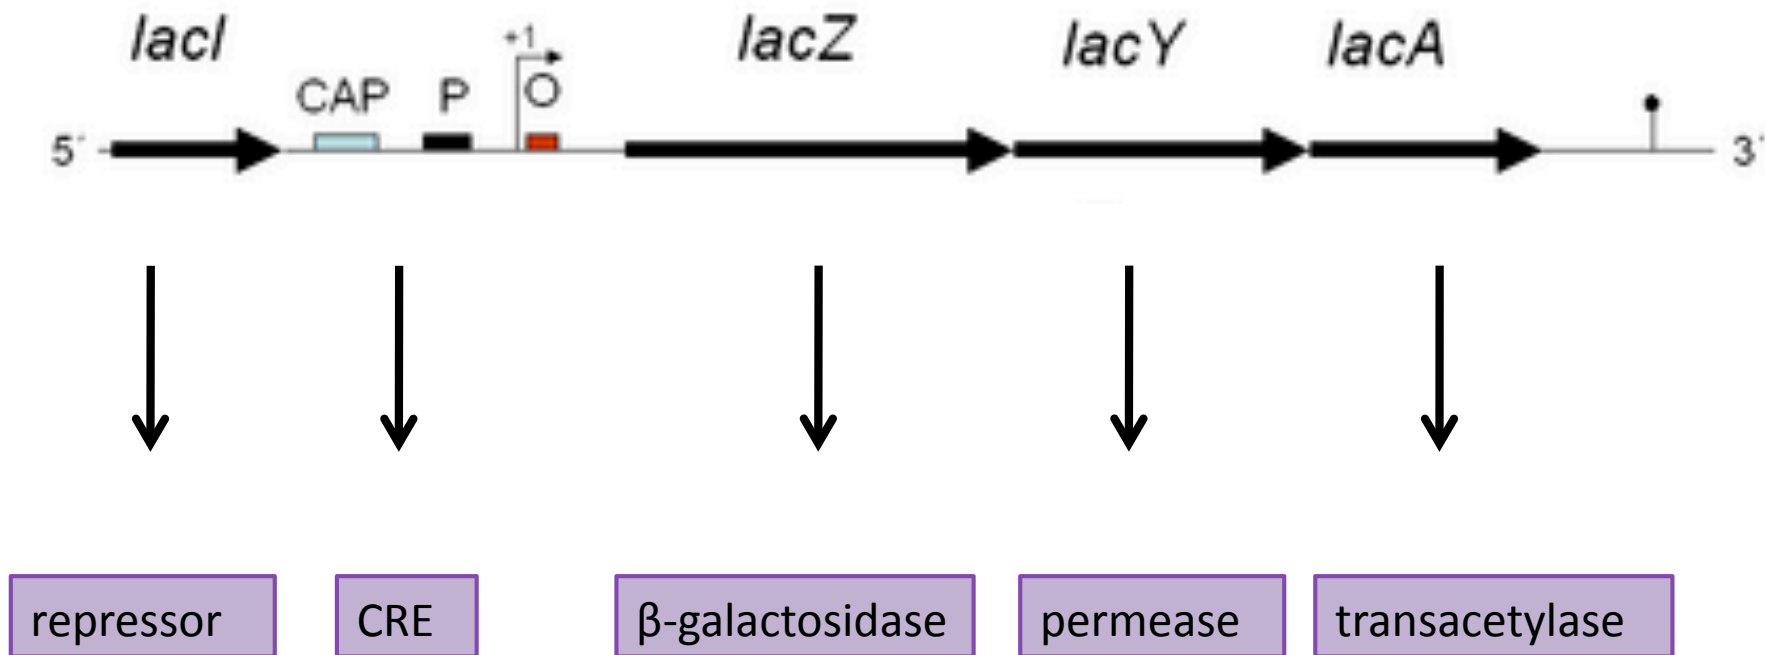 lacI
+1
lacZ
lacY
lacA
CAP
P
O
5´
3´
repressor
CRE
β-galactosidase
permease
transacetylase